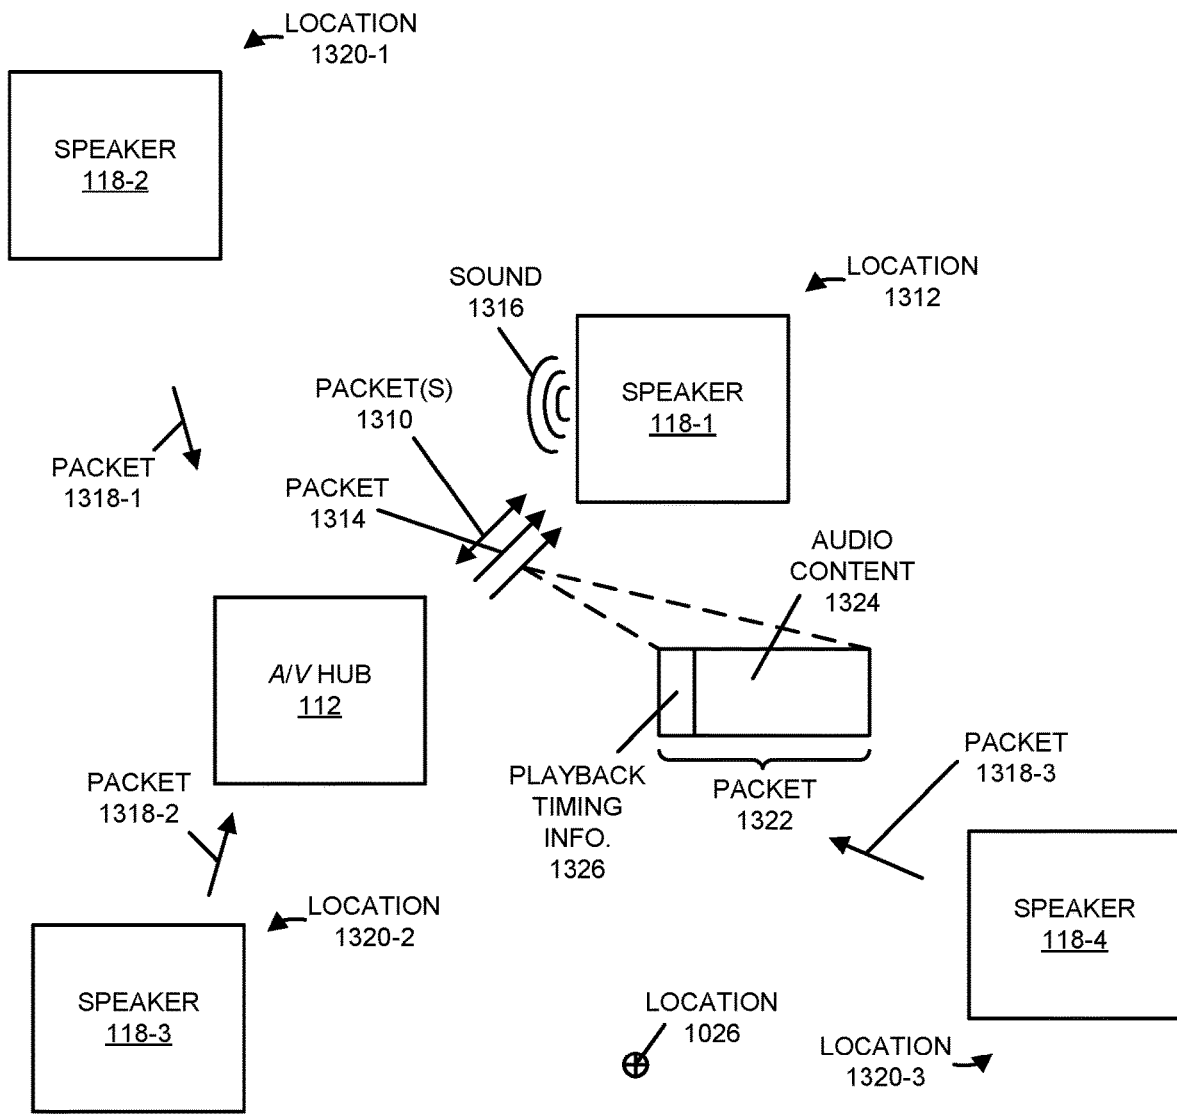 LOCATION
1320-1
SPEAKER
118-2
LOCATION
1312
SOUND
1316
SPEAKER
118-1
PACKET(S)
1310
PACKET
1318-1
PACKET
1314
AUDIO
CONTENT
1324
A/V HUB
112
PACKET
1318-3
PLAYBACK
TIMING
INFO.
1326
PACKET
1322
PACKET
1318-2
LOCATION
1320-2
SPEAKER
118-4
SPEAKER
118-3
LOCATION
1026
LOCATION
1320-3